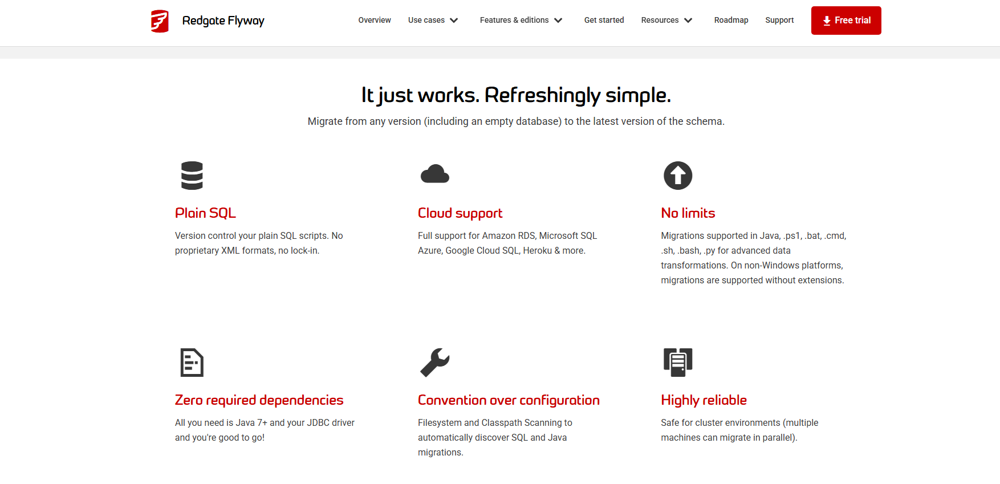 Redgate Flyway
Overview
Use cases
Features & editions
Get started
Resources
Roadmap
Support
Free trial
It just works. Refreshingly simple.
Migrate from any version (including an empty database) to the latest version of the schema.
Plain SQL
Version control your plain SQL scripts. No
proprietary XML formats, no lock-in.
Cloud support
Full support for Amazon RDS, Microsoft SQL
Azure, Google Cloud SQL, Heroku & more.
No limits
Migrations supported in Java, .ps1, .bat, .cmd,
.sh, .bash, .py for advanced data
transformations. On non-Windows platforms,
migrations are supported without extensions.
Zero required dependencies
All you need is Java 7+ and your JDBC driver
and you're good to go!
Convention over configuration
Filesystem and Classpath Scanning to
automatically discover SQL and Java
migrations.
Highly reliable
Safe for cluster environments (multiple
machines can migrate in parallel).